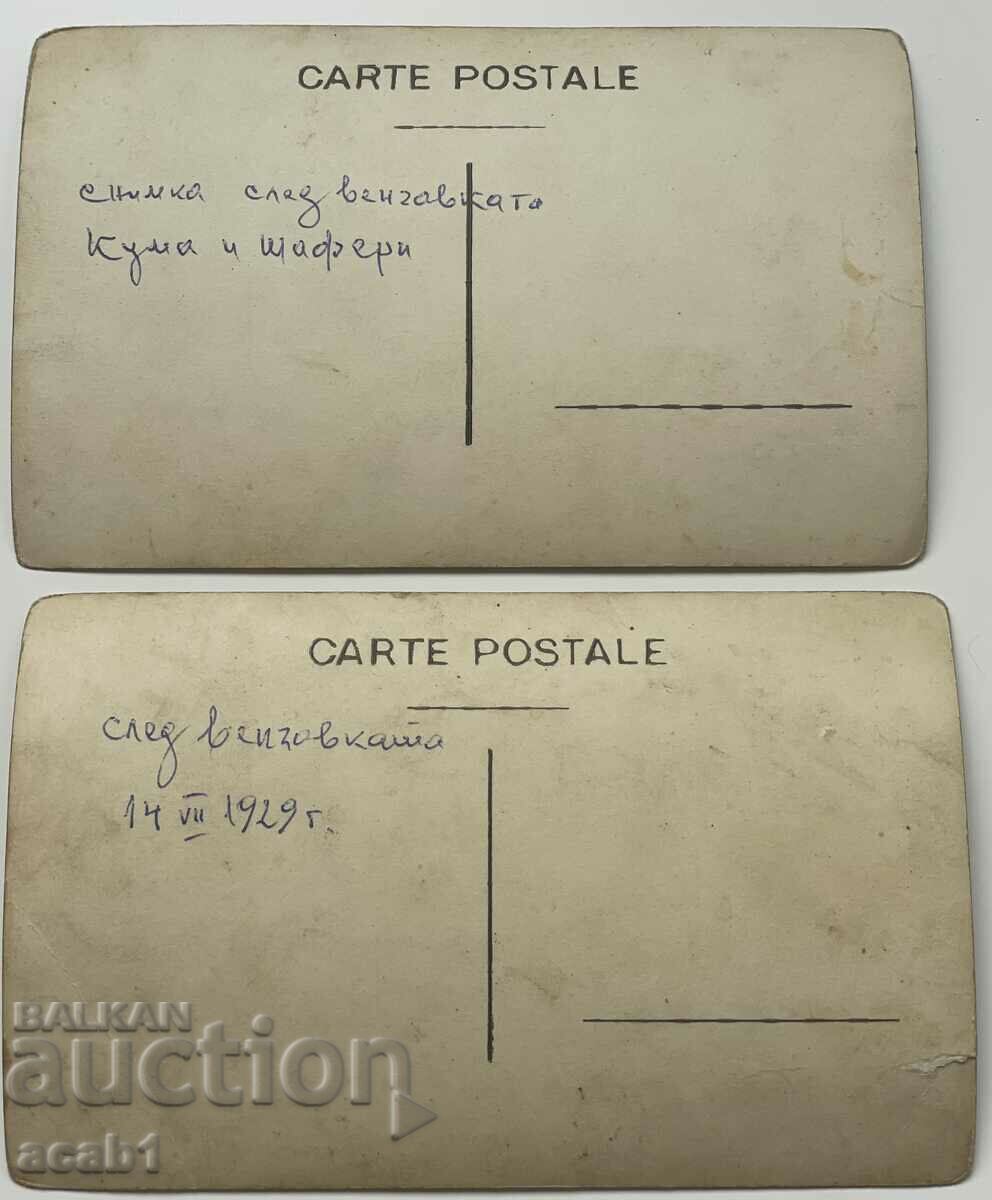 CARTE POSTALE
снимка след венчавката
Кума и шафери
CARTE POSTALE
след венчавката
14 VII 1929 г.
BALKAN
auction
acab1